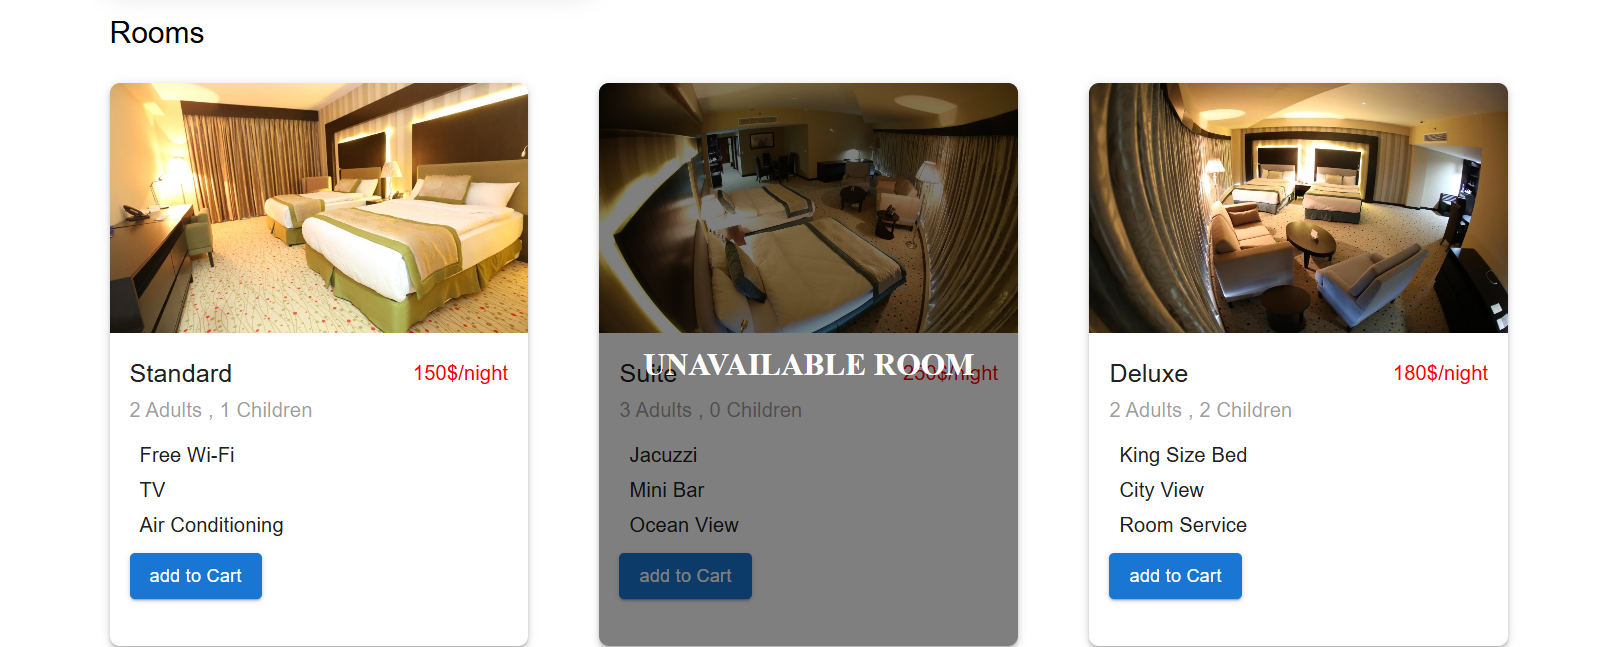 Rooms
Standard 150$/night
2 Adults , 1 Children
Free Wi-Fi
TV
Air Conditioning
add to Cart
UNAVAILABLE ROOM
Suite 250$/night
3 Adults , 0 Children
Jacuzzi
Mini Bar
Ocean View
add to Cart
Deluxe 180$/night
2 Adults , 2 Children
King Size Bed
City View
Room Service
add to Cart